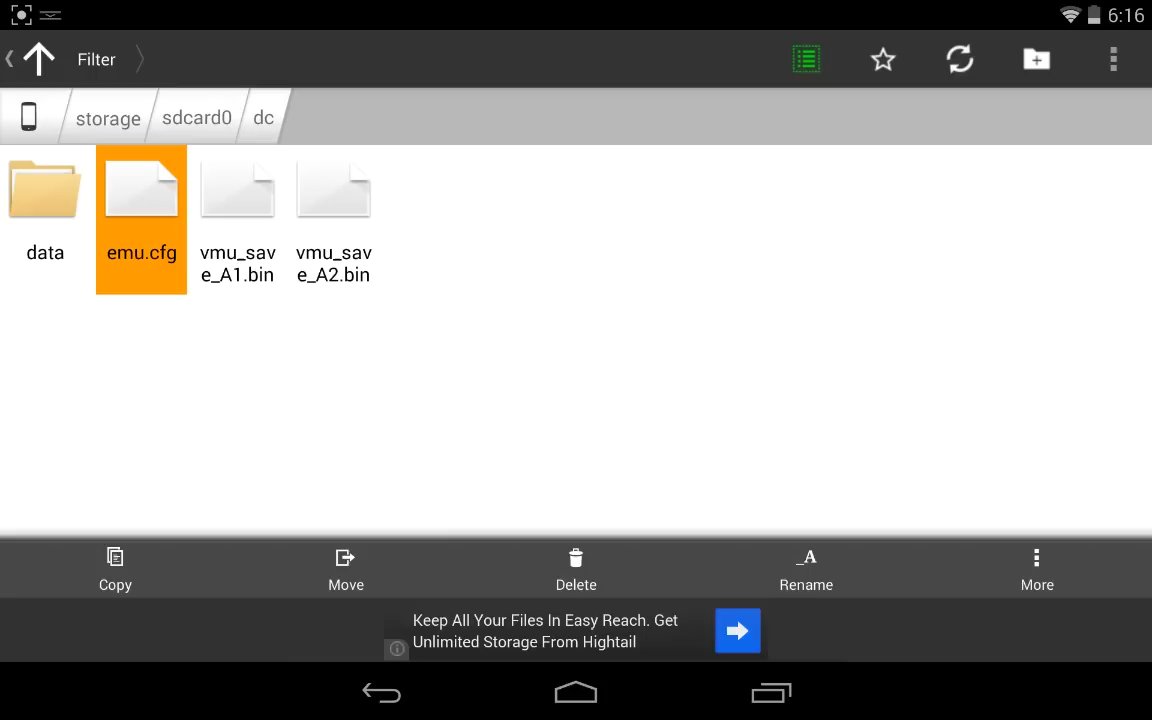 6:16
Filter
storage
sdcard0
dc
data
emu.cfg
vmu_sav
e_A1.bin
vmu_sav
e_A2.bin
Copy
Move
Delete
_A
Rename
More
Keep All Your Files In Easy Reach. Get
Unlimited Storage From Hightail